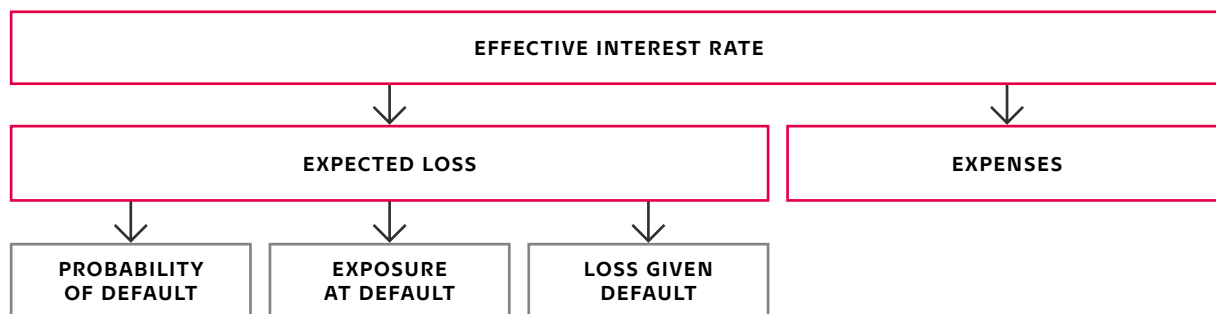 EFFECTIVE INTEREST RATE
EXPECTED LOSS
EXPENSES
PROBABILITY
OF DEFAULT
EXPOSURE
AT DEFAULT
LOSS GIVEN
DEFAULT